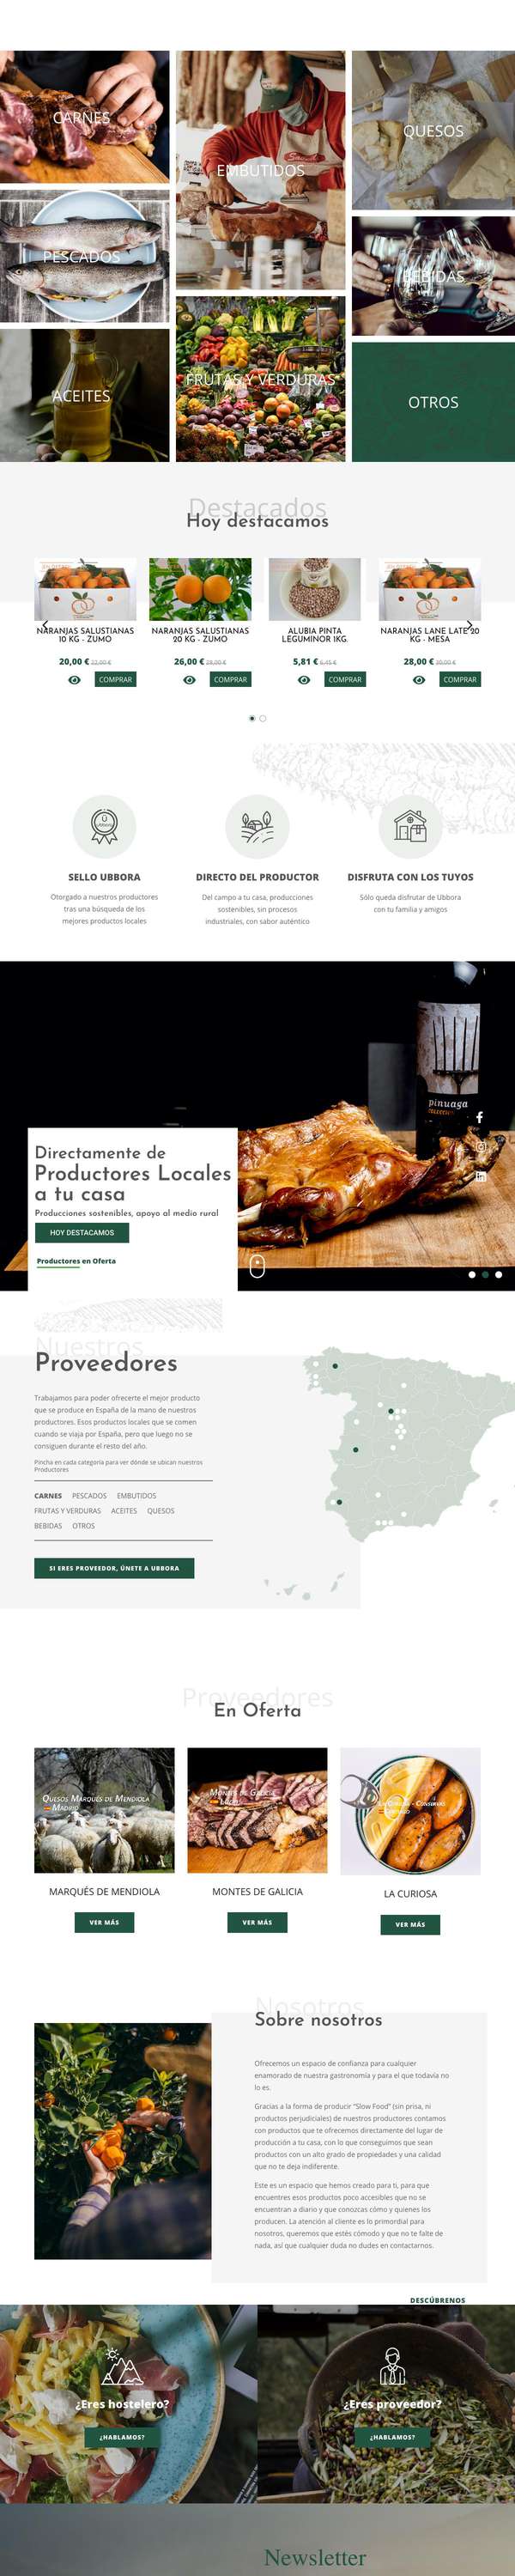 CARNES
EMBUTIDOS
QUESOS
PESCADOS
BEBIDAS
ACEITES
FRUTAS Y VERDURAS
OTROS
Destacados
Hoy destacamos
NARANJAS SALUSTIANAS
10 KG - ZUMO
20,00 € 22,00 €
COMPRAR
NARANJAS SALUSTIANAS
20 KG - ZUMO
26,00 € 28,00 €
COMPRAR
ALUBIA PINTA
LEGUMINOR 1KG.
5,81 € 6,45 €
COMPRAR
NARANJAS LANE LATE 20
KG - MESA
28,00 € 30,00 €
COMPRAR
SELLO UBBORA
Otorgado a nuestros productores
tras una búsqueda de los
mejores productos locales
DIRECTO DEL PRODUCTOR
Del campo a tu casa, producciones
sostenibles, sin procesos
industriales, con sabor auténtico
DISFRUTA CON LOS TUYOS
Sólo queda disfrutar de Ubbora
con tu familia y amigos
pinuaga
Directamente de
Productores Locales
a tu casa
Producciones sostenibles, apoyo al medio rural
HOY DESTACAMOS
Productores en Oferta
Nuestros
Proveedores
Trabajamos para poder ofrecerte el mejor producto
que se produce en España de la mano de nuestros
productores. Esos productos locales que se comen
cuando se viaja por España, pero que luego no se
consiguen durante el resto del año.
Pincha en cada categoría para ver dónde se ubican nuestros
Productores
CARNES PESCADOS EMBUTIDOS
FRUTAS Y VERDURAS ACEITES QUESOS
BEBIDAS OTROS
SI ERES PROVEEDOR, ÚNETE A UBBORA
Proveedores
En Oferta
Quesos Marqués de Mendiola
Madrid
MARQUÉS DE MENDIOLA
VER MÁS
Montes de Galicia
MONTES DE GALICIA
VER MÁS
LA CURIOSA
VER MÁS
Nosotros
Sobre nosotros
Ofrecemos un espacio de confianza para cualquier
enamorado de nuestra gastronomía y para el que todavía no
lo es.
Gracias a la forma de producir "Slow Food" (sin prisa, ni
productos perjudiciales) de nuestros productores contamos
con productos que te ofrecemos directamente del lugar de
producción a tu casa, con lo que conseguimos que sean
productos con un alto grado de propiedades y una calidad
que no te deja indiferente.
Este es un espacio que hemos creado para ti, para que
encuentres esos productos poco accesibles que no se
encuentran a diario y que conozcas cómo y quienes los
producen. La atención al cliente es lo primordial para
nosotros, queremos que estés cómodo y que no te falte de
nada, así que cualquier duda no dudes en contactarnos.
DESCÚBRENOS
¿Eres hostelero?
¿HABLAMOS?
¿Eres proveedor?
¿HABLAMOS?
Newsletter